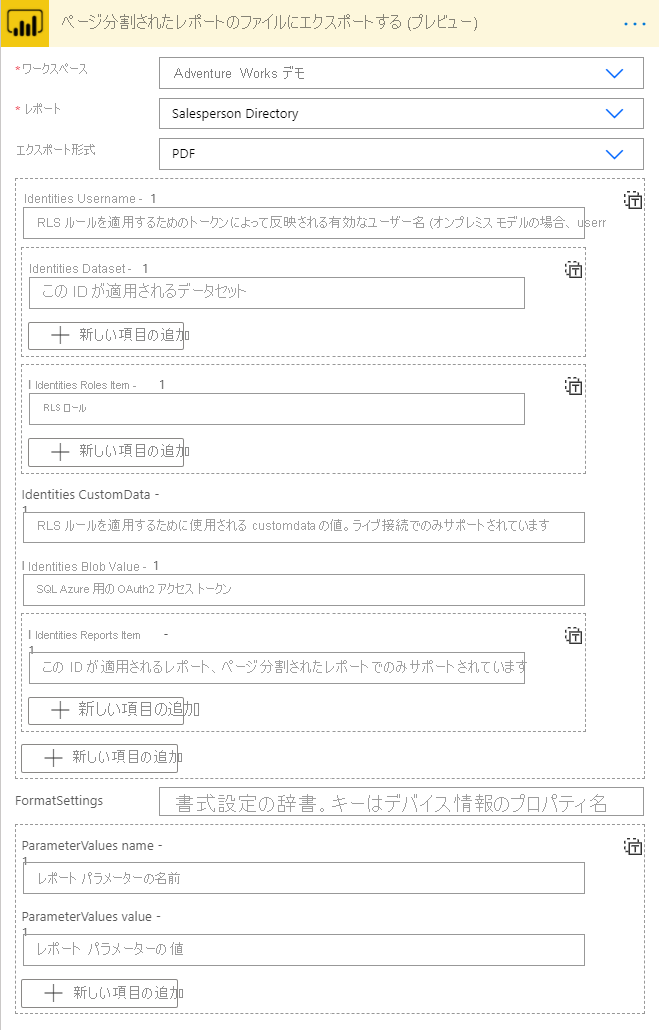 ページ分割されたレポートのファイルにエクスポートする (プレビュー)
*ワークスペース
Adventure Works デモ
* レポート
Salesperson Directory
エクスポート形式
PDF
Identities Username - 1
RLS ルールを適用するためのトークンによって反映される有効なユーザー名 (オンプレミス モデルの場合、userr
Identities Dataset - 1
この ID が適用されるデータセット
新しい項目の追加
I Identities Roles Item - 1
RLS ロール
新しい項目の追加
Identities CustomData -
1
RLS ルールを適用するために使用される customdata の値。ライブ接続でのみサポートされています
I Identities Blob Value - 1
SQL Azure 用の OAuth2 アクセス トークン
I Identities Reports Item -
1
この ID が適用されるレポート、ページ分割されたレポートでのみサポートされています
新しい項目の追加
新しい項目の追加
FormatSettings
書式設定の辞書。キーはデバイス情報のプロパティ名
ParameterValues name -
1
レポート パラメーターの名前
ParameterValues value -
1
レポート パラメーターの値
新しい項目の追加